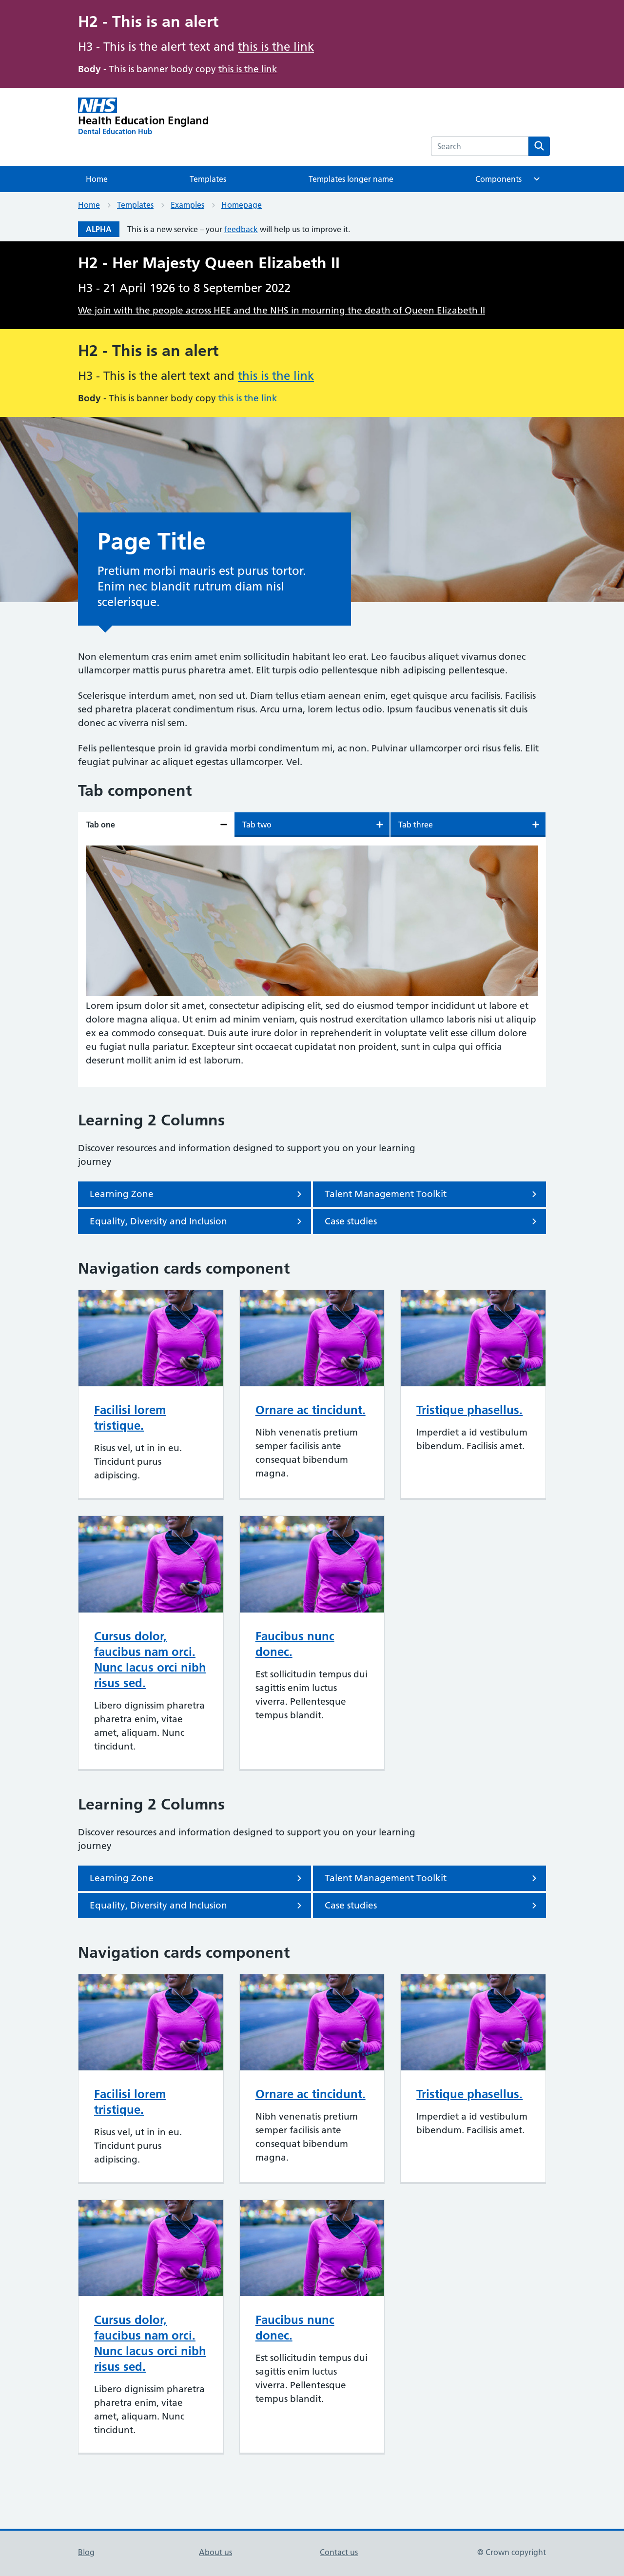 H2 - This is an alert
H3 - This is the alert text and this is the link
Body - This is banner body copy this is the link
NHS
Health Education England
Dental Education Hub
Search
Home
Templates
Templates longer name
Components
Home
Templates
Examples
Homepage
ALPHA
This is a new service – your feedback will help us to improve it.
H2 - Her Majesty Queen Elizabeth II
H3 - 21 April 1926 to 8 September 2022
We join with the people across HEE and the NHS in mourning the death of Queen Elizabeth II
H2 - This is an alert
H3 - This is the alert text and this is the link
Body - This is banner body copy this is the link
Page Title
Pretium morbi mauris est purus tortor.
Enim nec blandit rutrum diam nisl
scelerisque.
Non elementum cras enim amet enim sollicitudin habitant leo erat. Leo faucibus aliquet vivamus donec
ullamcorper mattis purus pharetra amet. Elit turpis odio pellentesque nibh adipiscing pellentesque.
Scelerisque interdum amet, non sed ut. Diam tellus etiam aenean enim, eget quisque arcu facilisis. Facilisis
sed pharetra placerat condimentum risus. Arcu urna, lorem lectus odio. Ipsum faucibus venenatis sit duis
donec ac viverra nisl sem.
Felis pellentesque proin id gravida morbi condimentum mi, ac non. Pulvinar ullamcorper orci risus felis. Elit
feugiat pulvinar ac aliquet egestas ullamcorper. Vel.
Tab component
Tab one
Tab two
Tab three
Lorem ipsum dolor sit amet, consectetur adipiscing elit, sed do eiusmod tempor incididunt ut labore et
dolore magna aliqua. Ut enim ad minim veniam, quis nostrud exercitation ullamco laboris nisi ut aliquip
ex ea commodo consequat. Duis aute irure dolor in reprehenderit in voluptate velit esse cillum dolore
eu fugiat nulla pariatur. Excepteur sint occaecat cupidatat non proident, sunt in culpa qui officia
deserunt mollit anim id est laborum.
Learning 2 Columns
Discover resources and information designed to support you on your learning
journey
Learning Zone
Talent Management Toolkit
Equality, Diversity and Inclusion
Case studies
Navigation cards component
Facilisi lorem
tristique.
Risus vel, ut in in eu.
Tincidunt purus
adipiscing.
Ornare ac tincidunt.
Nibh venenatis pretium
semper facilisis ante
consequat bibendum
magna.
Tristique phasellus.
Imperdiet a id vestibulum
bibendum. Facilisis amet.
Cursus dolor,
faucibus nam orci.
Nunc lacus orci nibh
risus sed.
Libero dignissim pharetra
pharetra enim, vitae
amet, aliquam. Nunc
tincidunt.
Faucibus nunc
donec.
Est sollicitudin tempus dui
sagittis enim luctus
viverra. Pellentesque
tempus blandit.
Learning 2 Columns
Discover resources and information designed to support you on your learning
journey
Learning Zone
Talent Management Toolkit
Equality, Diversity and Inclusion
Case studies
Navigation cards component
Facilisi lorem
tristique.
Risus vel, ut in in eu.
Tincidunt purus
adipiscing.
Ornare ac tincidunt.
Nibh venenatis pretium
semper facilisis ante
consequat bibendum
magna.
Tristique phasellus.
Imperdiet a id vestibulum
bibendum. Facilisis amet.
Cursus dolor,
faucibus nam orci.
Nunc lacus orci nibh
risus sed.
Libero dignissim pharetra
pharetra enim, vitae
amet, aliquam. Nunc
tincidunt.
Faucibus nunc
donec.
Est sollicitudin tempus dui
sagittis enim luctus
viverra. Pellentesque
tempus blandit.
Blog
About us
Contact us
© Crown copyright